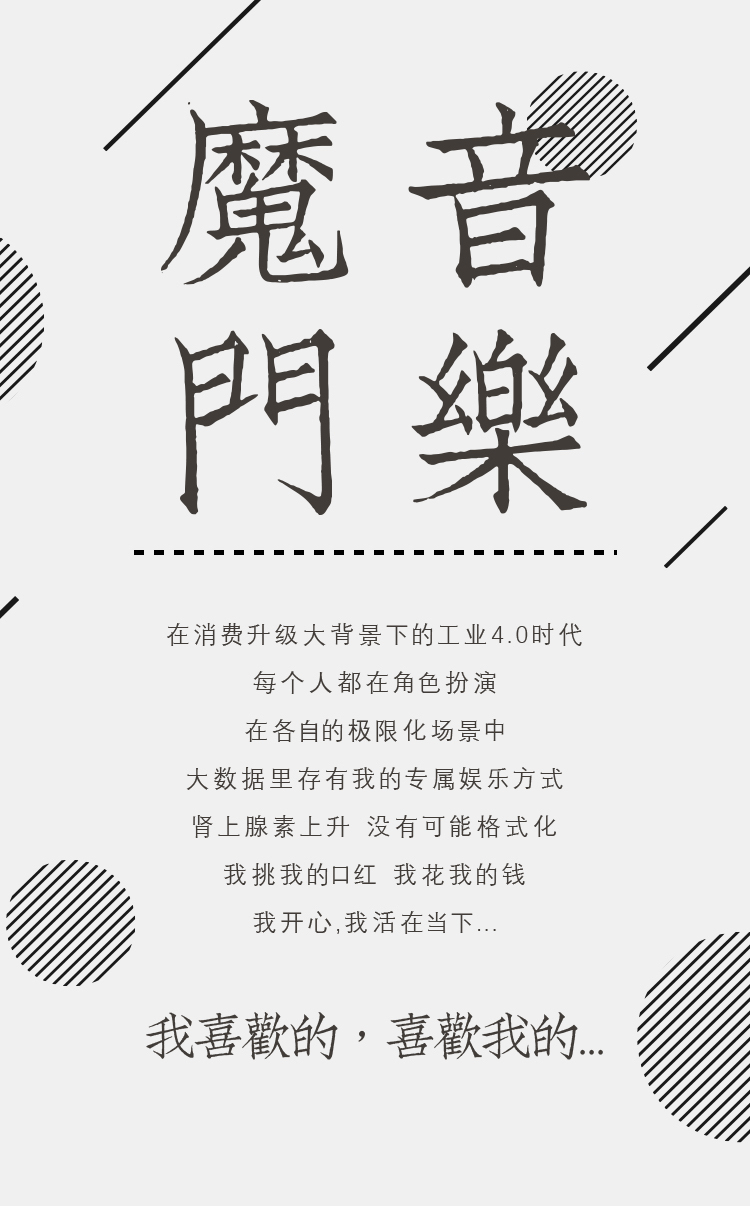 魔音
門樂
在消费升级大背景下的工业4.0时代
每个人都在角色扮演
在各自的极限化场景中
大数据里存有我的专属娱乐方式
肾上腺素上升 没有可能格式化
我挑我的口红 我花我的钱
我开心,我活在当下...
我喜歡的，喜歡我的...